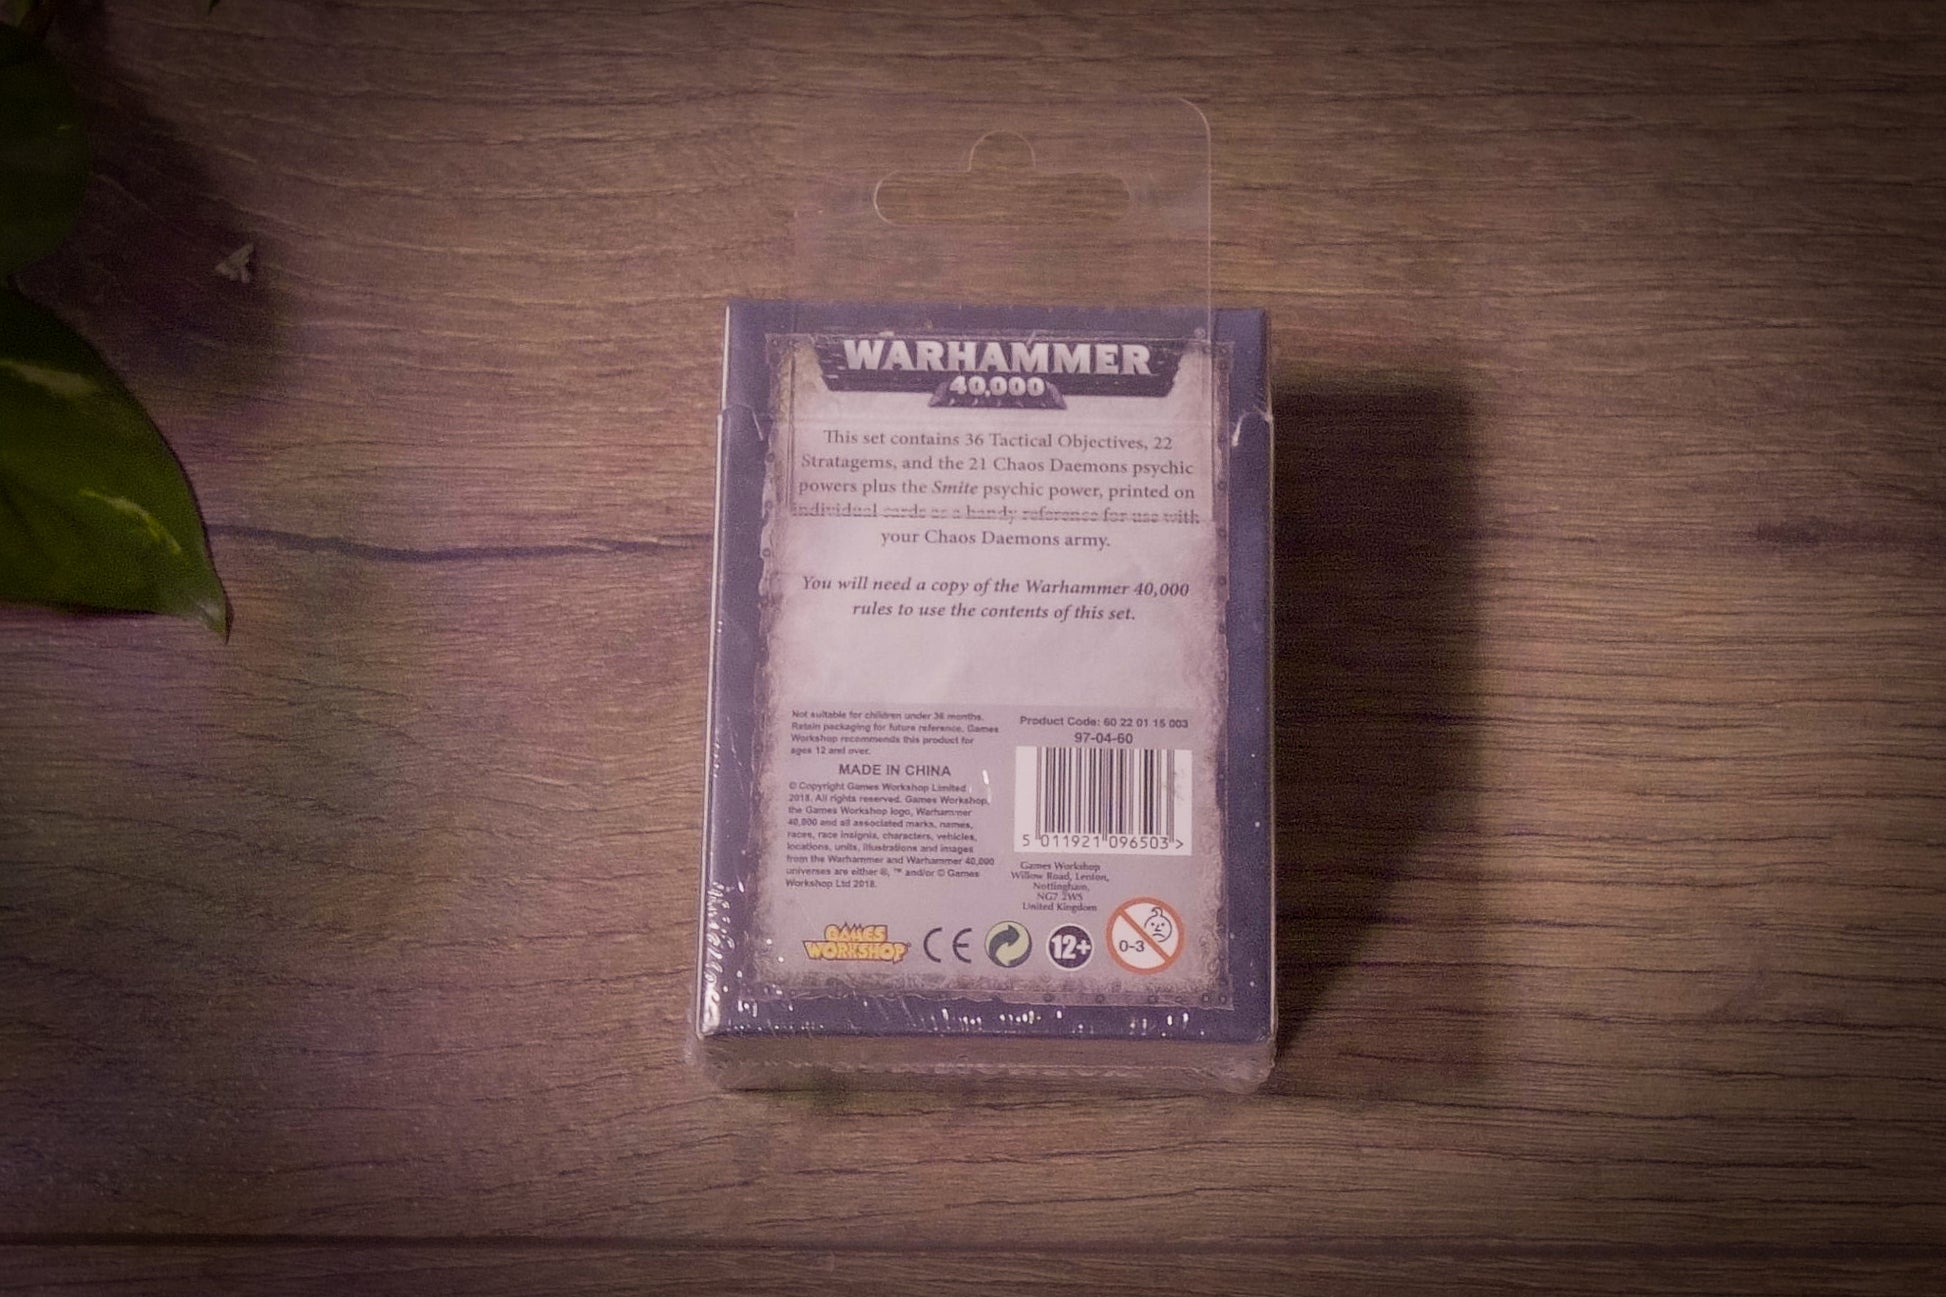 WARHAMMER
40,000
This set contains 36 Tactical Objectives, 22
Stratagems, and the 21 Chaos Daemons psychic
powers plus the Smite psychic power, printed on
individual cards as a handy reference for use with
your Chaos Daemons army.
You will need a copy of the Warhammer 40,000
rules to use the contents of this set.
Not suitable for children under 36 months.
Retain packaging for future reference. Games
Workshop recommends this product for
ages 12 and over.
MADE IN CHINA
© Copyright Games Workshop Limited
2018. All rights reserved. Games Workshop,
the Games Workshop logo, Warhammer
40,000 and all associated marks, names,
races, race insignia, characters, vehicles,
locations, units, illustrations and images
from the Warhammer and Warhammer 40,000
universes are either ®, ™ and/or © Games
Workshop Ltd 2018.
Product Code: 60 22 01 15 003
97-04-60
5 011921 096503 >
Games Workshop
Willow Road, Lenton,
Nottingham,
NG7 2WS
United Kingdom
GAMES
WORKSHOP
CE
12+
0-3